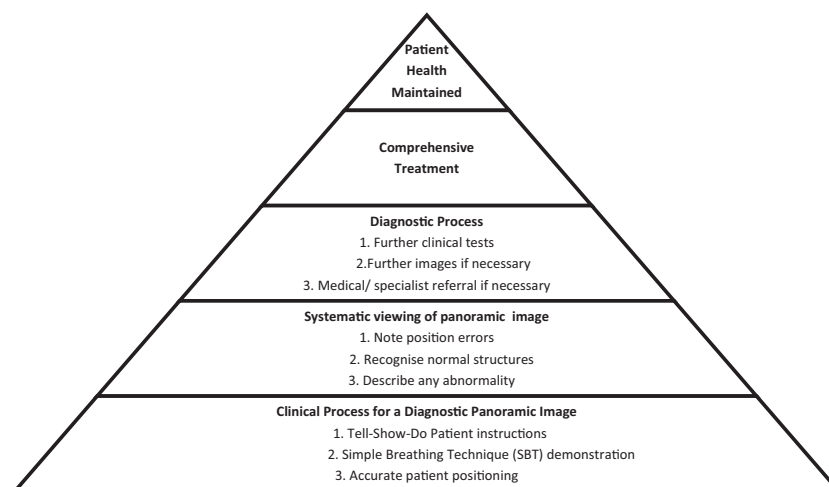 Patient
Health
Maintained
Comprehensive
Treatment
Diagnostic Process
1. Further clinical tests
2.Further images if necessary
3. Medical/ specialist referral if necessary
Systematic viewing of panoramic image
1. Note position errors
2. Recognise normal structures
3. Describe any abnormality
Clinical Process for a Diagnostic Panoramic Image
1. Tell-Show-Do Patient instructions
2. Simple Breathing Technique (SBT) demonstration
3. Accurate patient positioning